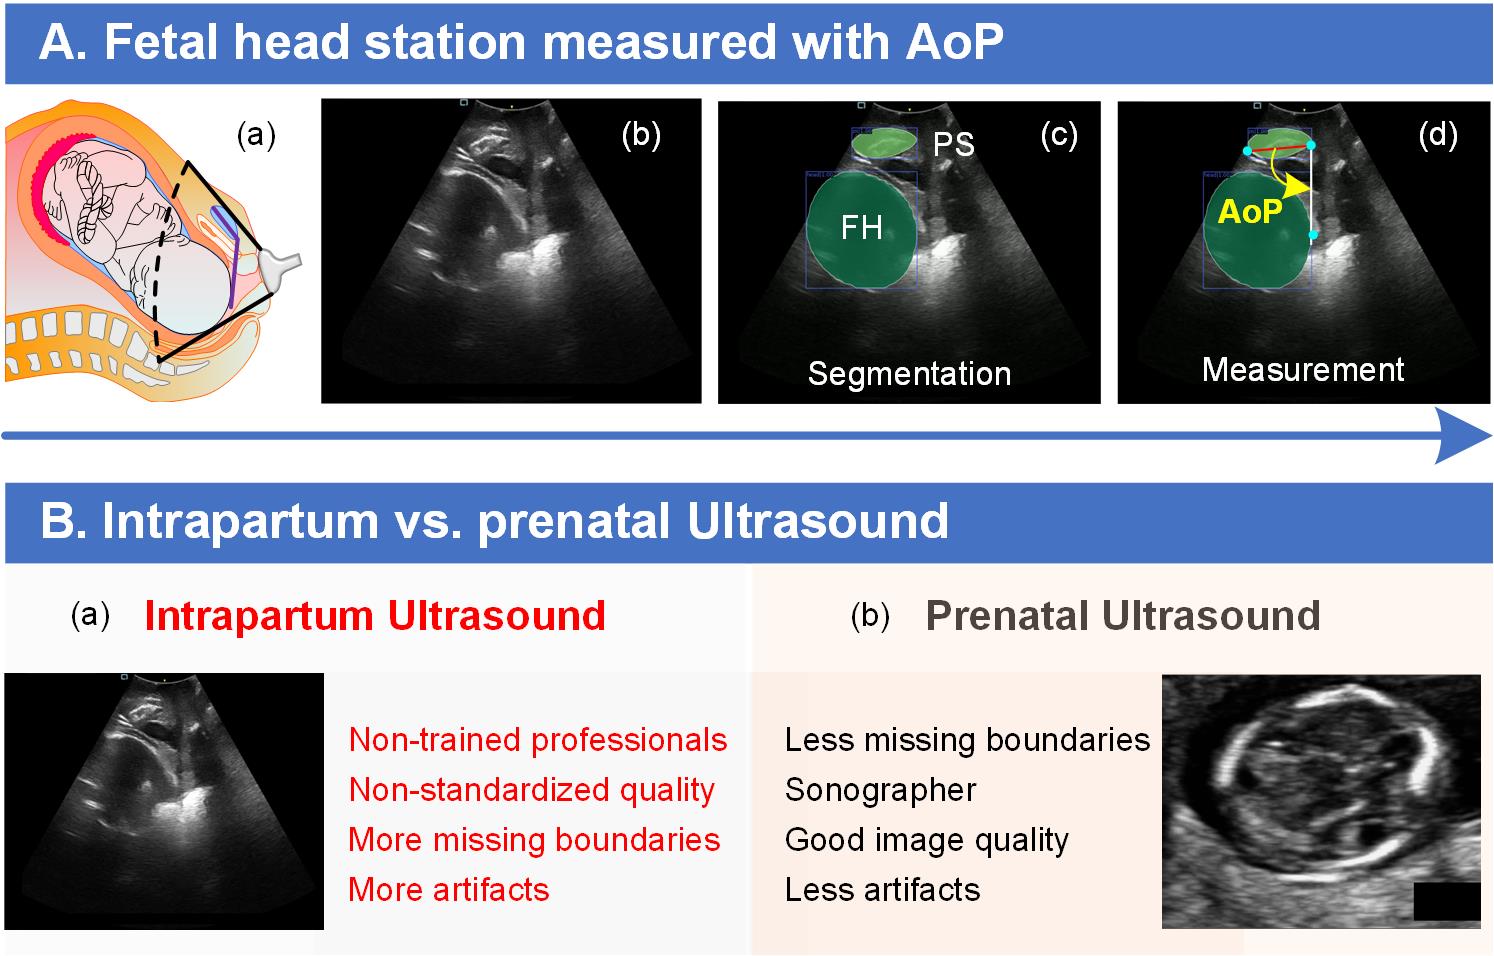 A. Fetal head station measured with AoP
(a)
(b)
PS
(c)
(d)
FH
AoP
Segmentation
Measurement
B. Intrapartum vs. prenatal Ultrasound
(a) Intrapartum Ultrasound
Non-trained professionals
Non-standardized quality
More missing boundaries
More artifacts
(b) Prenatal Ultrasound
Less missing boundaries
Sonographer
Good image quality
Less artifacts